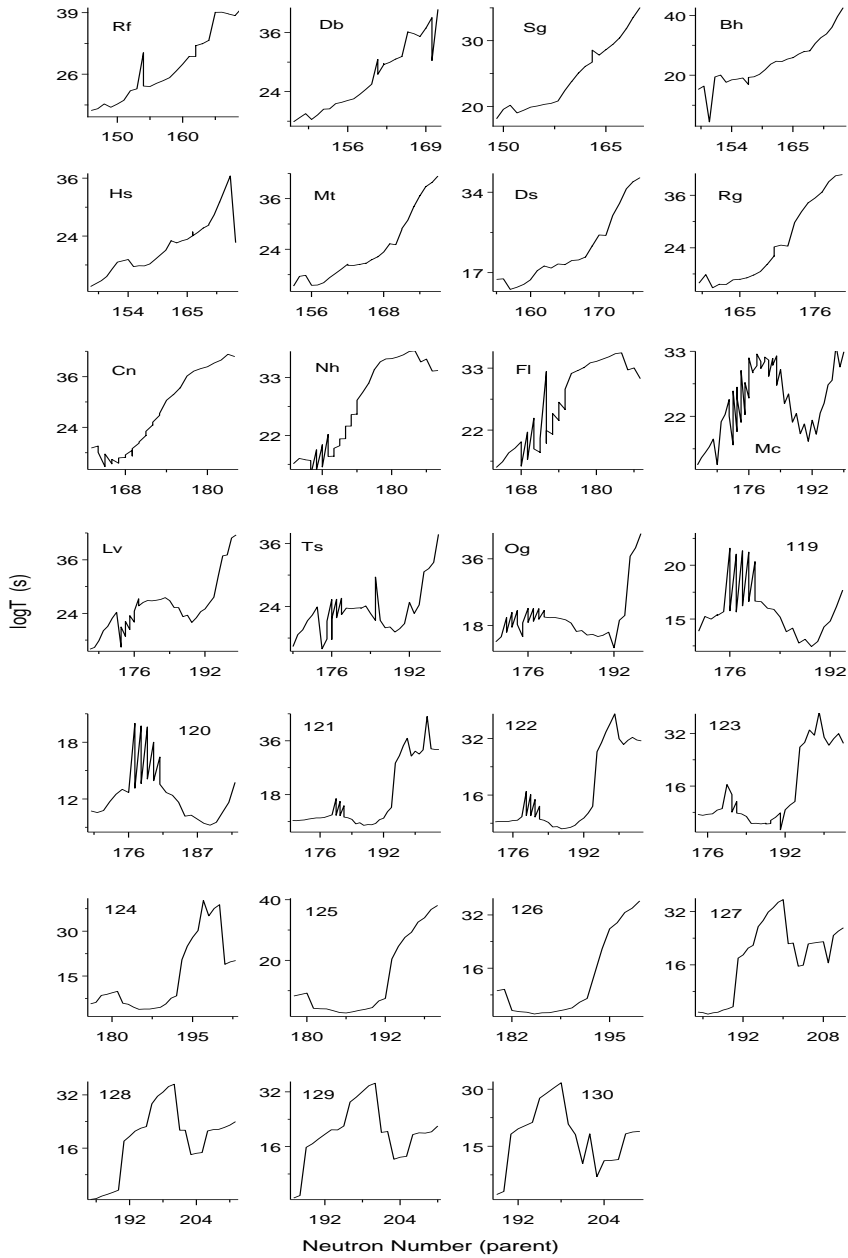 39 Rf 36 Db 35 Sg 40 Bh
26 24 20 20
150 160 156 169 150 165 154 165
36 Hs 36 Mt 34 Ds 36 Rg
24 24 17 24
154 165 156 168 160 170 165 176
36 Cn 33 Nh 33 Fl 33
24 22 22 22 Mc
168 180 168 180 168 180 176 192
36 Lv 36 Ts 36 Og 20 119
24 24 18 15
176 192 176 192 176 192 176 192
logT (s)
18 120 36 121 32 122 32 123
12 18 16 16
176 187 176 192 176 192 176 192
30 124 40 125 32 126 32 127
15 20 16 16
180 195 180 192 182 195 192 208
32 128 32 129 30 130
16 16 15
192 204 192 204 192 204
Neutron Number (parent)